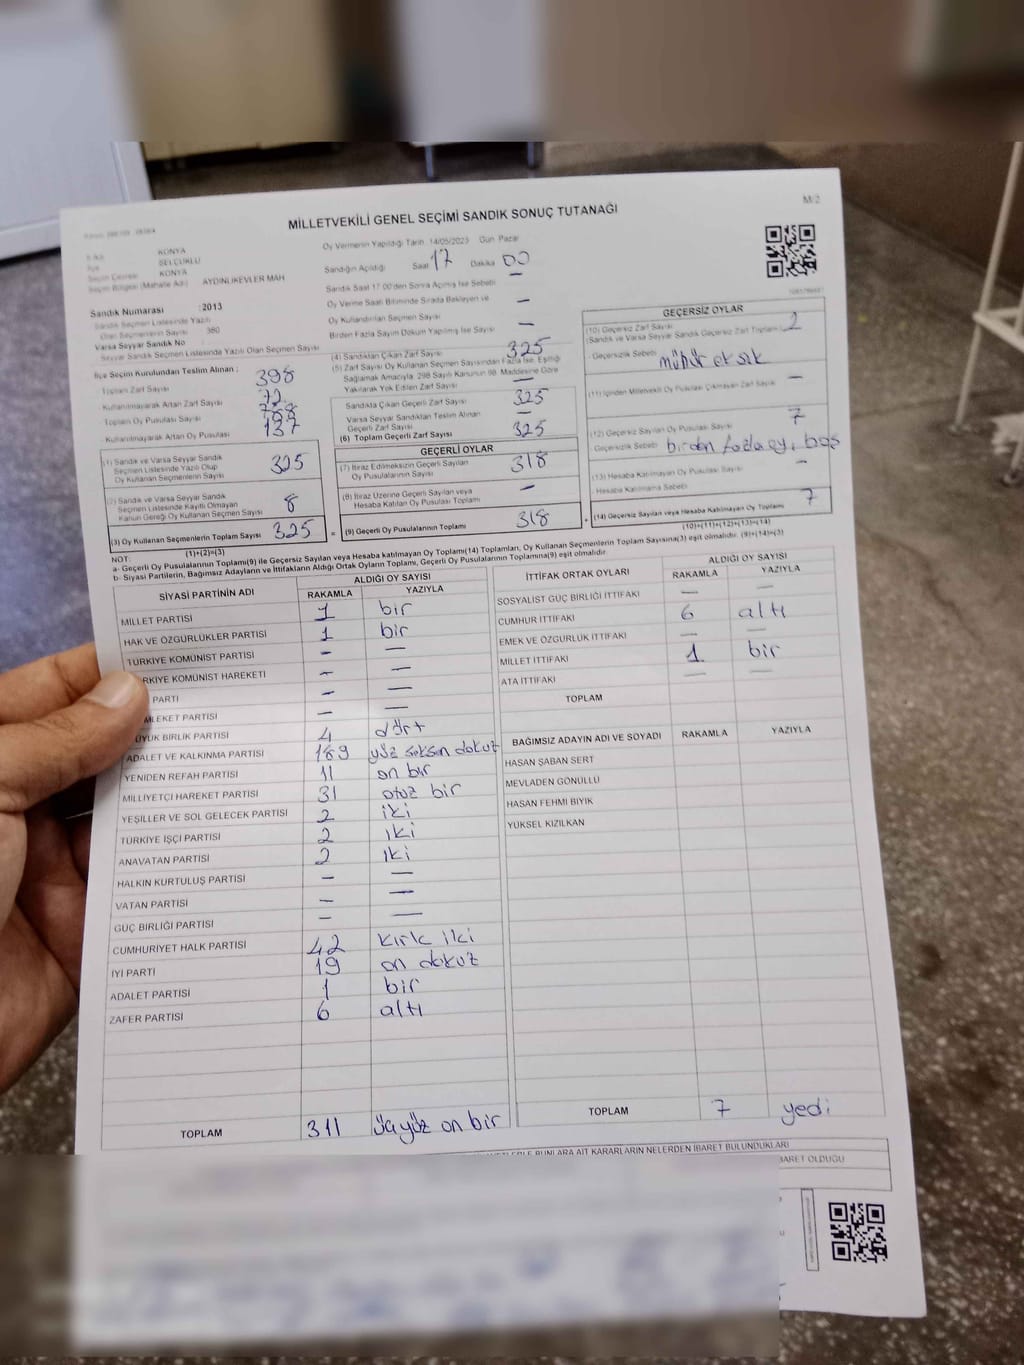 M/2
MİLLETVEKİLİ GENEL SEÇİMİ SANDIK SONUÇ TUTANAĞI
KONYA
SELÇUKLU
KONYA
Seçim Bölgesi (Mahalle Adı) AYDINLIKEVLER MAH
Oy Vermenin Yapıldığı Tarih 14/05/2023 Gün Pazar
Sandığın Açıldığı Saat 17 Dakika 00
Sandık Saat 17:00'den Sonra Açılmış İse Sebebi —
Oy Verme Saati Bitiminde Sırada Bekleyen ve
Oy Kullandırılan Seçmen Sayısı —
Birden Fazla Sayım Döküm Yapılmış İse Sayısı —
Sandık Numarası : 2013
Sandık Seçmen Listesinde Yazılı
Olan Seçmenlerin Sayısı 380
Varsa Seyyar Sandık No
Seyyar Sandık Seçmen Listesinde Yazılı Olan Seçmen Sayısı
İlçe Seçim Kurulundan Teslim Alınan ;
Toplam Zarf Sayısı 398
Kullanılmayarak Artan Zarf Sayısı 72
Toplam Oy Pusulası Sayısı
Kullanılmayarak Artan Oy Pusulası 137
(1) Sandık ve Varsa Seyyar Sandık
Seçmen Listesinde Yazılı Olup
Oy Kullanan Seçmenlerin Sayısı 325
(2) Sandık ve Varsa Seyyar Sandık
Seçmen Listesinde Kayıtlı Olmayan
Kanun Gereği Oy Kullanan Seçmen Sayısı 8
(3) Oy Kullanan Seçmenlerin Toplam Sayısı 325
(1)+(2)=(3)
(4) Sandıktan Çıkan Zarf Sayısı 325
(5) Zarf Sayısı Oy Kullanan Seçmen Sayısından Fazla İse, Eşitliği
Sağlamak Amacıyla, 298 Sayılı Kanunun 98. Maddesine Göre
Yakılarak Yok Edilen Zarf Sayısı —
Sandıkta Çıkan Geçerli Zarf Sayısı 325
Varsa Seyyar Sandıktan Teslim Alınan
Geçerli Zarf Sayısı —
(6) Toplam Geçerli Zarf Sayısı 325
GEÇERLİ OYLAR
(7) İtiraz Edilmeksizin Geçerli Sayılan
Oy Pusulalarının Sayısı 318
(8) İtiraz Üzerine Geçerli Sayılan veya
Hesaba Katılan Oy Pusulası Toplamı —
= (9) Geçerli Oy Pusulalarının Toplamı 318
GEÇERSİZ OYLAR
(10) Geçersiz Zarf Sayısı
(Sandık ve Varsa Seyyar Sandık Geçersiz Zarf Toplamı) 2
- Geçersizlik Sebebi mühür eksik
(11) İçinden Milletvekili Oy Pusulası Çıkmayan Zarf Sayısı —
(12) Geçersiz Sayılan Oy Pusulası Sayısı 7
- Geçersizlik Sebebi birden fazla oy, boş
(13) Hesaba Katılmayan Oy Pusulası Sayısı —
- Hesaba Katılmama Sebebi
+ (14) Geçersiz Sayılan veya Hesaba Katılmayan Oy Toplamı 7
(10)+(11)+(12)+(13)=(14)
NOT:
a- Geçerli Oy Pusulalarının Toplamı(9) ile Geçersiz Sayılan veya Hesaba katılmayan Oy Toplamı(14) Toplamları, Oy Kullanan Seçmenlerin Toplam Sayısına(3) eşit olmalıdır. (9)+(14)=(3)
b- Siyasi Partilerin, Bağımsız Adayların ve İttifakların Aldığı Ortak Oyların Toplamı, Geçerli Oy Pusulalarının Toplamına(9) eşit olmalıdır
SİYASİ PARTİNİN ADI
ALDIĞI OY SAYISI
RAKAMLA YAZIYLA
MİLLET PARTİSİ 1 bir
HAK VE ÖZGÜRLÜKLER PARTİSİ 1 bir
TÜRKİYE KOMÜNİST PARTİSİ — —
RKİYE KOMÜNİST HAREKETİ — —
PARTİ — —
MLEKET PARTİSİ — —
ÜYÜK BİRLİK PARTİSİ 4 dört
ADALET VE KALKINMA PARTİSİ 189 yüz seksen dokuz
YENİDEN REFAH PARTİSİ 11 on bir
MİLLİYETÇİ HAREKET PARTİSİ 31 otuz bir
YEŞİLLER VE SOL GELECEK PARTİSİ 2 iki
TÜRKİYE İŞÇİ PARTİSİ 2 iki
ANAVATAN PARTİSİ 2 iki
HALKIN KURTULUŞ PARTİSİ — —
VATAN PARTİSİ — —
GÜÇ BİRLİĞİ PARTİSİ — —
CUMHURİYET HALK PARTİSİ 42 kırk iki
İYİ PARTİ 19 on dokuz
ADALET PARTİSİ 1 bir
ZAFER PARTİSİ 6 altı
TOPLAM 311 üçyüz on bir
İTTİFAK ORTAK OYLARI
ALDIĞI OY SAYISI
RAKAMLA YAZIYLA
SOSYALİST GÜÇ BİRLİĞİ İTTİFAKI — —
CUMHUR İTTİFAKI 6 altı
EMEK VE ÖZGÜRLÜK İTTİFAKI — —
MİLLET İTTİFAKI 1 bir
ATA İTTİFAKI — —
TOPLAM
BAĞIMSIZ ADAYIN ADI VE SOYADI RAKAMLA YAZIYLA
HASAN ŞABAN SERT
MEVLADEN GÖNÜLLÜ
HASAN FEHMİ BIYIK
YÜKSEL KIZILKAN
TOPLAM 7 yedi
BUNLARA AİT KARARLARIN NELERDEN İBARET BULUNDUKLARI
BARET OLDUĞU